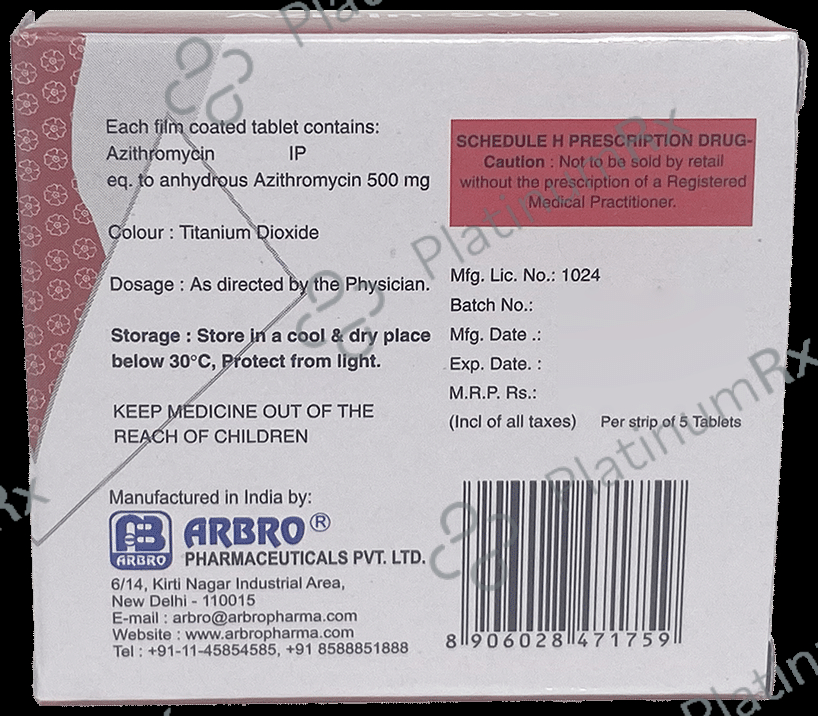 Each film coated tablet contains:
Azithromycin IP
eq. to anhydrous Azithromycin 500 mg
Colour : Titanium Dioxide
Dosage : As directed by the Physician.
Storage : Store in a cool & dry place
below 30°C, Protect from light.
KEEP MEDICINE OUT OF THE
REACH OF CHILDREN
SCHEDULE H PRESCRIPTION DRUG-
Caution : Not to be sold by retail
without the prescription of a Registered
Medical Practitioner.
Mfg. Lic. No.: 1024
Batch No.:
Mfg. Date .:
Exp. Date. :
M.R.P. Rs.:
(Incl of all taxes) Per strip of 5 Tablets
Manufactured in India by:
ARBRO
ARBRO ®
PHARMACEUTICALS PVT. LTD.
6/14, Kirti Nagar Industrial Area,
New Delhi - 110015
E-mail : arbro@arbropharma.com
Website : www.arbropharma.com
Tel : +91-11-45854585, +91 8588851888
8 906028 471759
PlatinumRx
PlatinumRx
PlatinumRx